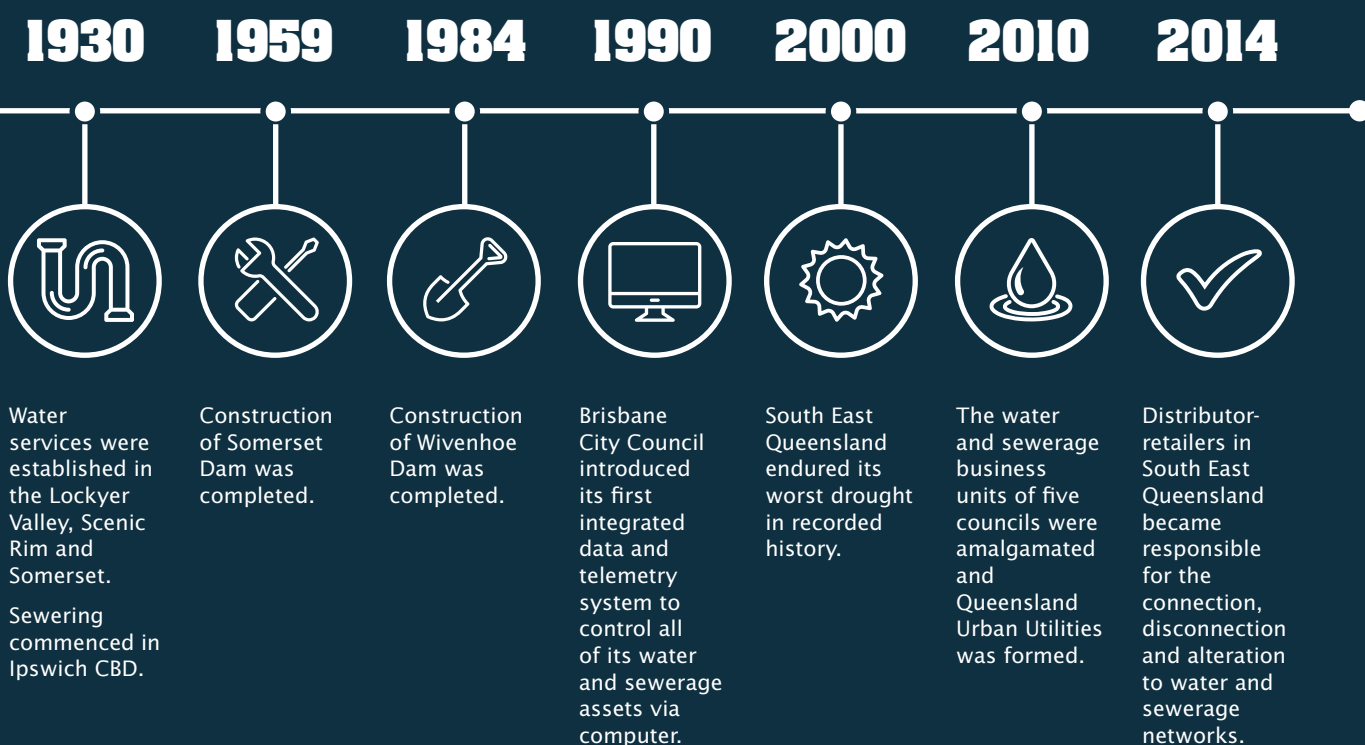 1930
1959
1984
1990
2000
2010
2014
Water
services were
established in
the Lockyer
Valley, Scenic
Rim and
Somerset.
Sewering
commenced in
Ipswich CBD.
Construction
of Somerset
Dam was
completed.
Construction
of Wivenhoe
Dam was
completed.
Brisbane
City Council
introduced
its first
integrated
data and
telemetry
system to
control all
of its water
and sewerage
assets via
computer.
South East
Queensland
endured its
worst drought
in recorded
history.
The water
and sewerage
business
units of five
councils were
amalgamated
and
Queensland
Urban Utilities
was formed.
Distributor-
retailers in
South East
Queensland
became
responsible
for the
connection,
disconnection
and alteration
to water and
sewerage
networks.